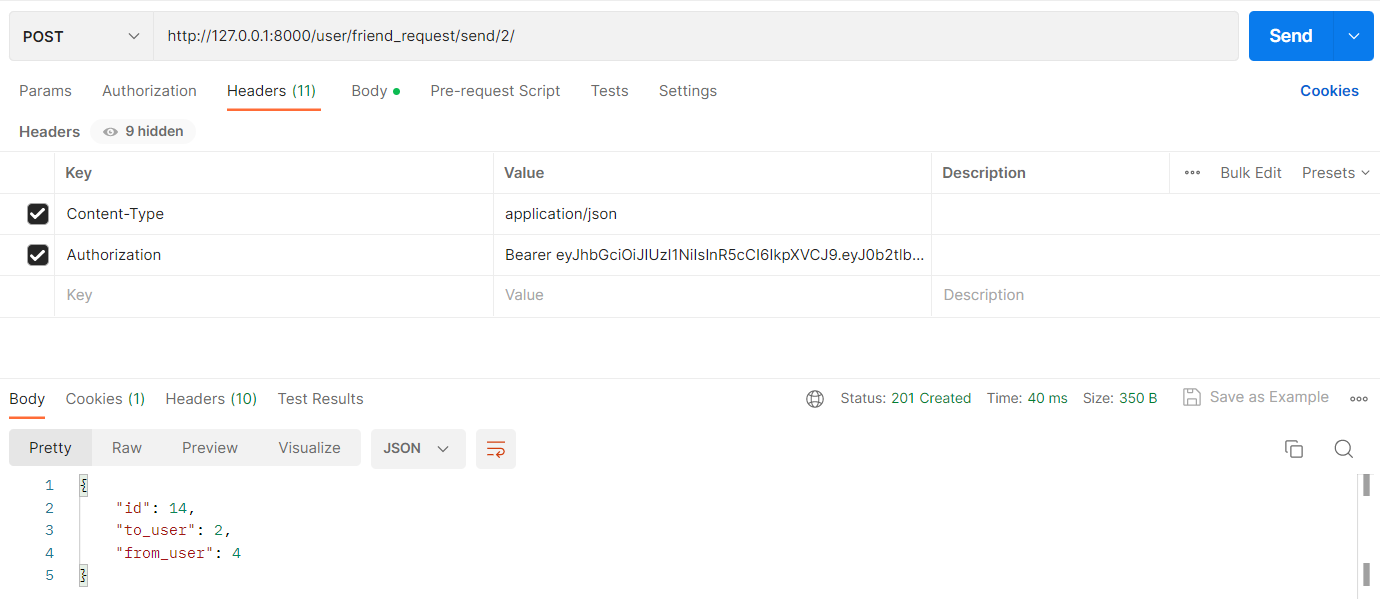 POST http://127.0.0.1:8000/user/friend_request/send/2/ Send
Params Authorization Headers (11) Body Pre-request Script Tests Settings Cookies
Headers 9 hidden
Key Value Description Bulk Edit Presets
Content-Type application/json
Authorization Bearer eyJhbGciOiJIUzI1NiIsInR5cCI6IkpXVCJ9.eyJ0b2tlb...
Key Value Description
Body Cookies (1) Headers (10) Test Results Status: 201 Created Time: 40 ms Size: 350 B Save as Example
Pretty Raw Preview Visualize JSON
1 {
2 "id": 14,
3 "to_user": 2,
4 "from_user": 4
5 }